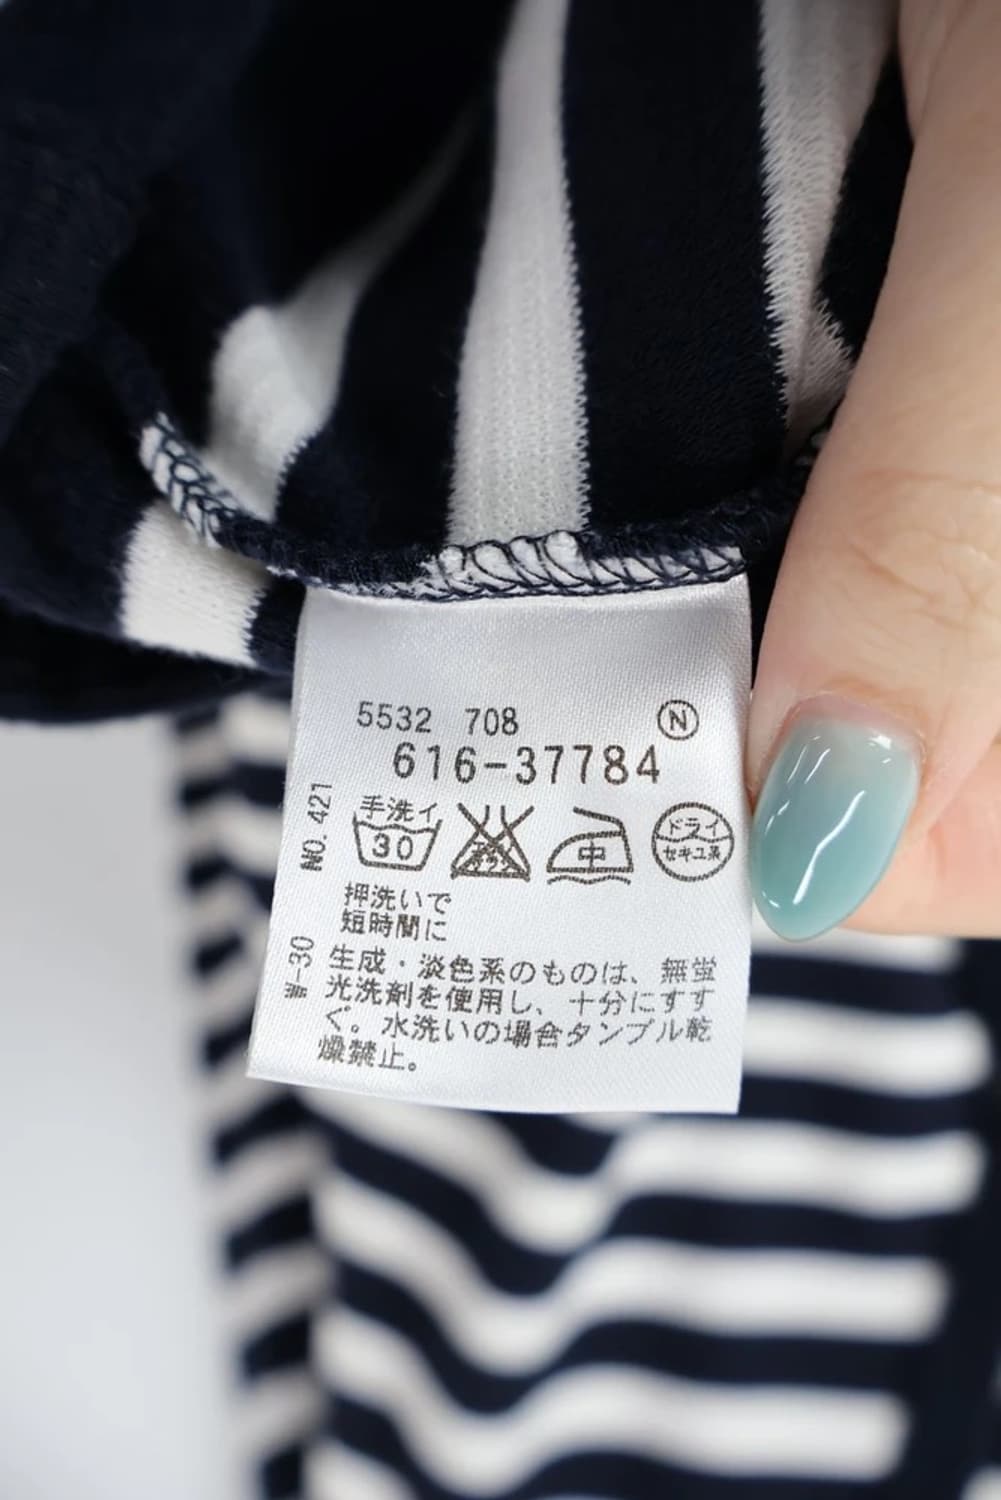 5532 708 N
616-37784
NO. 421
手洗イ
30
中
ドライ
セキユ系
押洗いで
短時間に
W-30
生成・淡色系のものは、無蛍
光洗剤を使用し、十分にすす
ぐ。水洗いの場合タンブル乾
燥禁止。